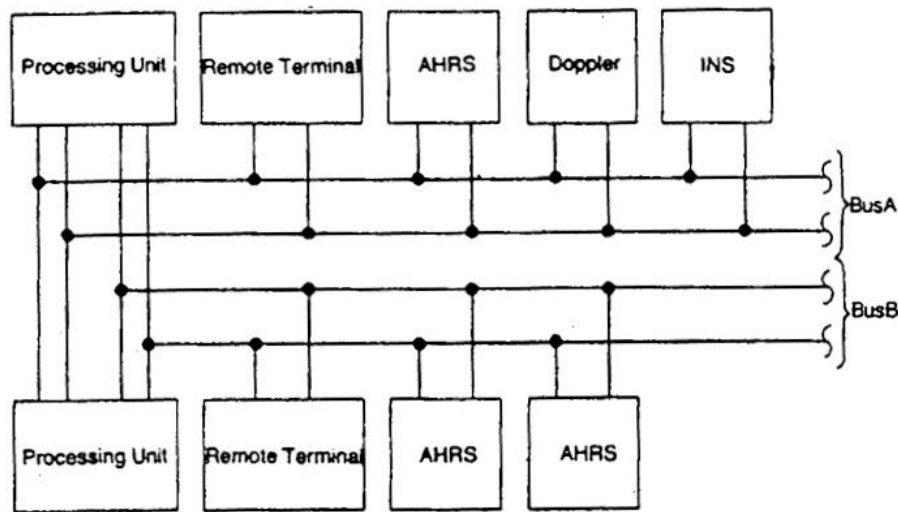 Processing Unit
Remote Terminal
AHRS
Doppler
INS
BusA
BusB
Processing Unit
Remote Terminal
AHRS
AHRS